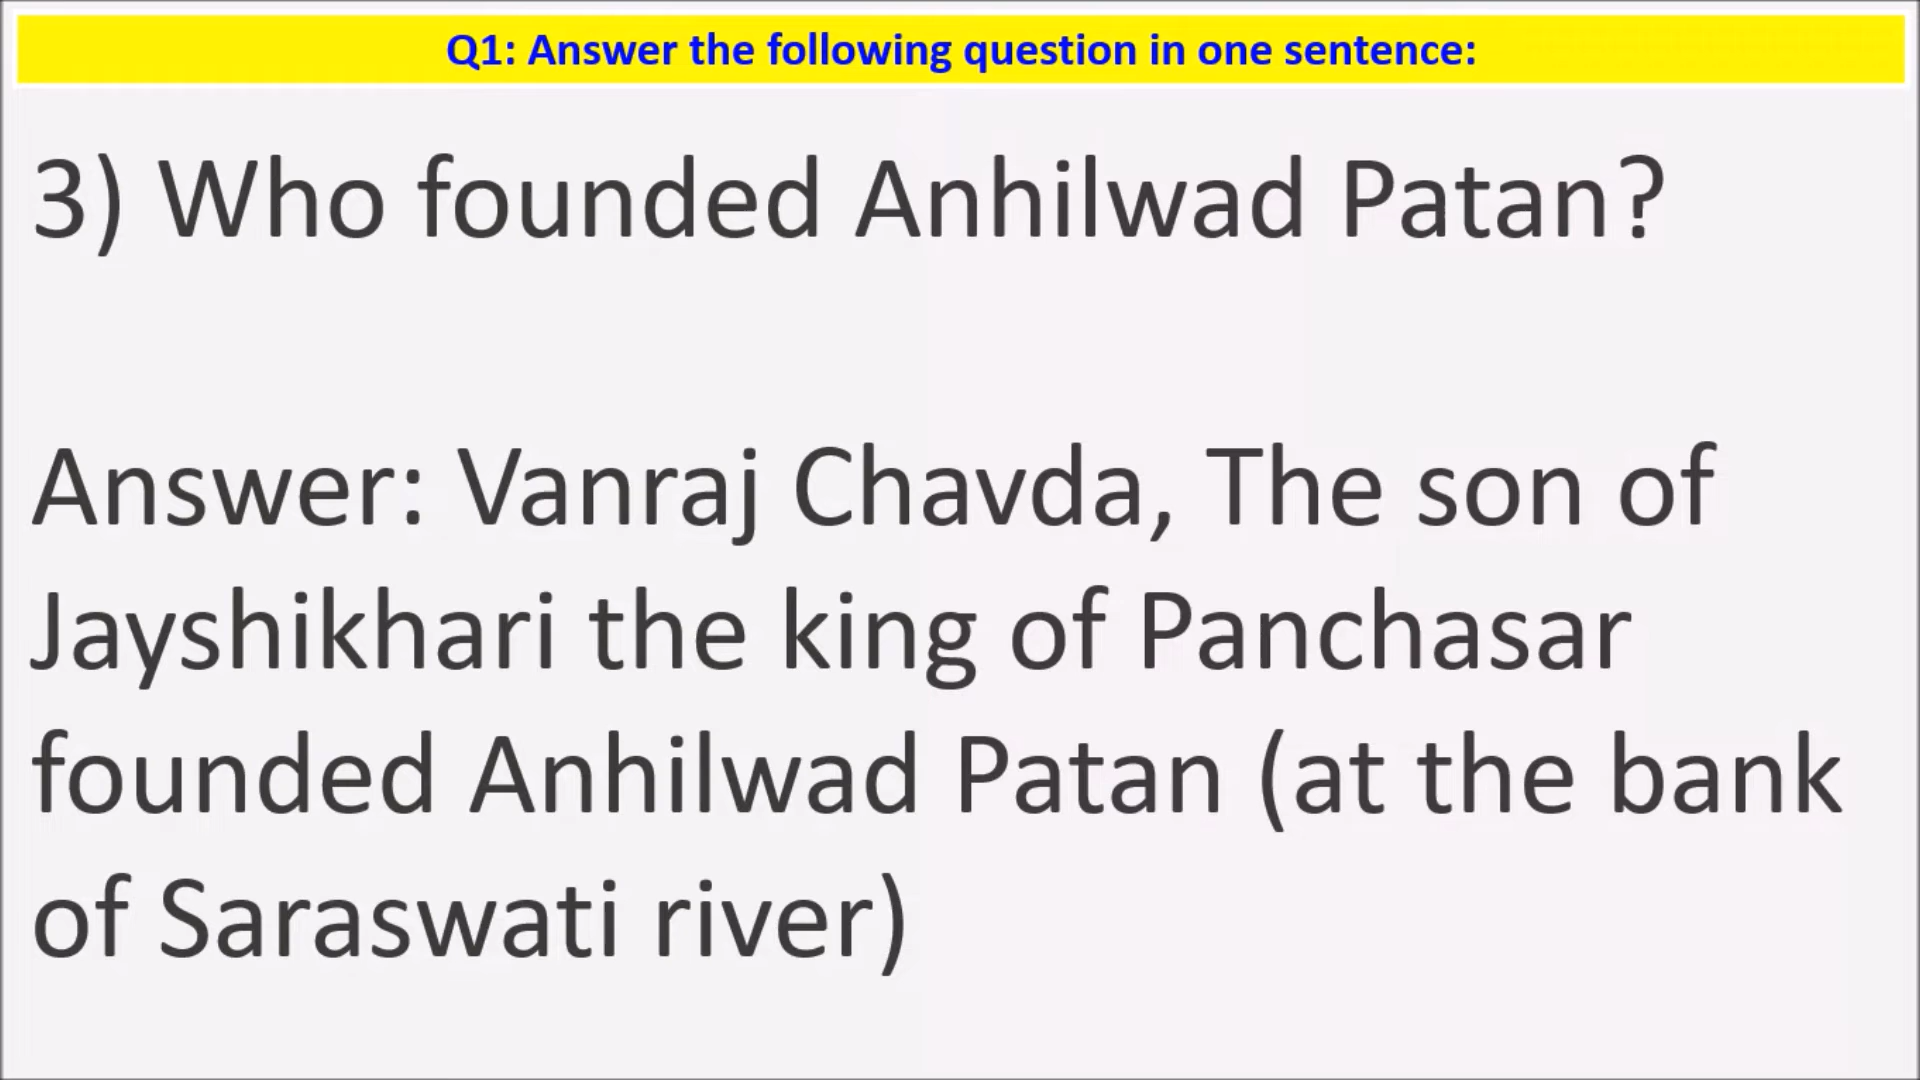 Q1: Answer the following question in one sentence:
3) Who founded Anhilwad Patan?
Answer: Vanraj Chavda, The son of
Jayshikhari the king of Panchasar
founded Anhilwad Patan (at the bank
of Saraswati river)